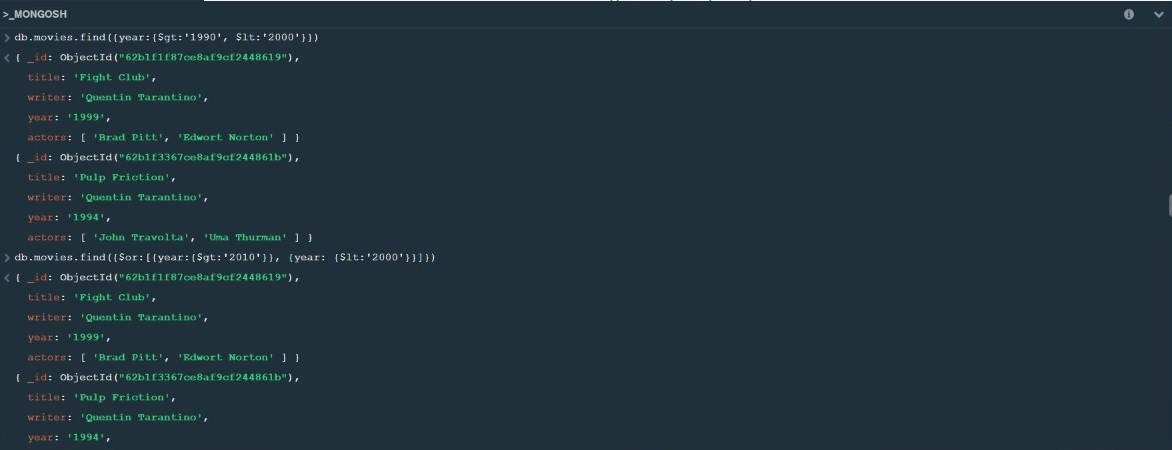 >_MONGOSH
> db.movies.find({year:{$gt:'1990', $lt:'2000'}})
< { _id: ObjectId("62b1f1f87ce8af9cf2448619"),
title: 'Fight Club',
writer: 'Quentin Tarantino',
year: '1999',
actors: [ 'Brad Pitt', 'Edwort Norton' ] }
{ _id: ObjectId("62b1f3367ce8af9cf244861b"),
title: 'Pulp Friction',
writer: 'Quentin Tarantino',
year: '1994',
actors: [ 'John Travolta', 'Uma Thurman' ] }
> db.movies.find({$or:[{year:{$gt:'2010'}}, {year: {$lt:'2000'}}]})
< { _id: ObjectId("62b1f1f87ce8af9cf2448619"),
title: 'Fight Club',
writer: 'Quentin Tarantino',
year: '1999',
actors: [ 'Brad Pitt', 'Edwort Norton' ] }
{ _id: ObjectId("62b1f3367ce8af9cf244861b"),
title: 'Pulp Friction',
writer: 'Quentin Tarantino',
year: '1994',